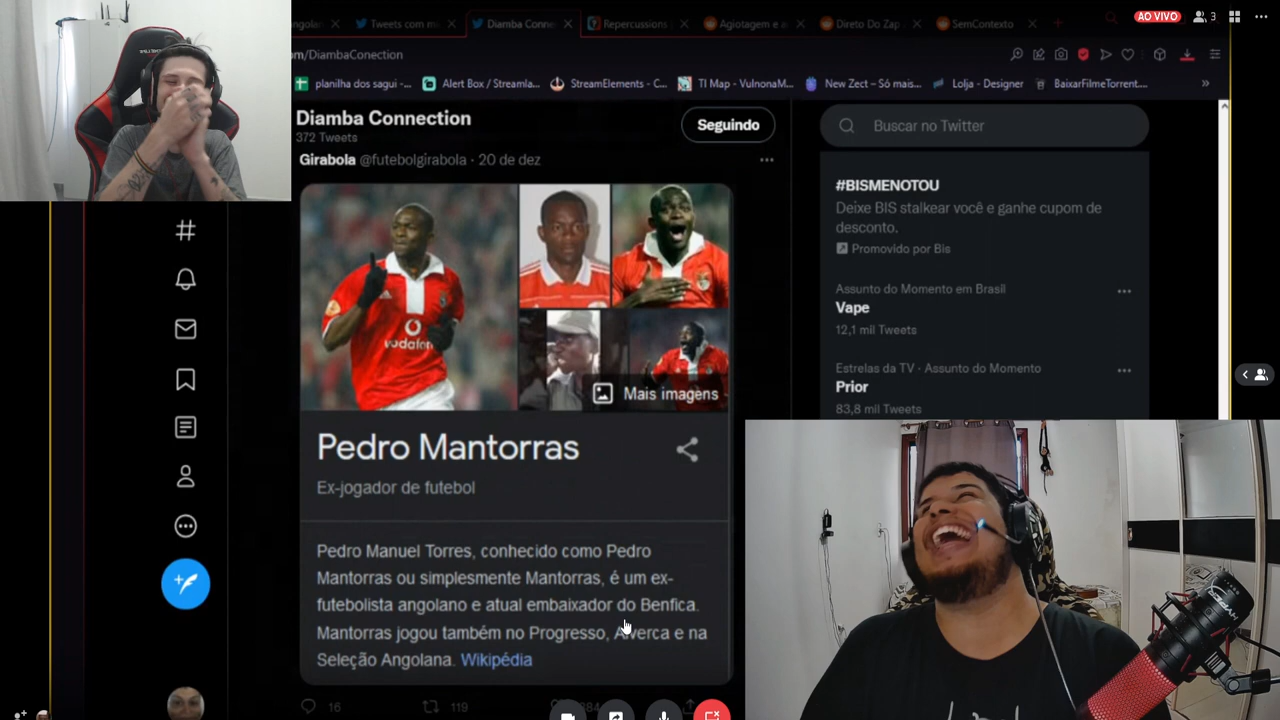 AO VIVO
3
Tweets com m
Diamba Conne
Repercussions
Agiotagem e a
Direto Do Zap
SemContexto
m/DiambaConection
planilha dos sagui -...
Alert Box / Streamla...
StreamElements - C...
TI Map - VulnonaM...
New Zect – Só mais...
Lolja - Designer
BaixarFilmeTorrent...
»
Diamba Connection
372 Tweets
Seguindo
Buscar no Twitter
Girabola @futebolgirabola · 20 de dez
vodafon
Mais imagens
Pedro Mantorras
Ex-jogador de futebol
Pedro Manuel Torres, conhecido como Pedro
Mantorras ou simplesmente Mantorras, é um ex-
futebolista angolano e atual embaixador do Benfica.
Mantorras jogou também no Progresso, Alverca e na
Seleção Angolana. Wikipédia
16
119
#BISMENOTOU
Deixe BIS stalkear você e ganhe cupom de
desconto.
Promovido por Bis
Assunto do Momento em Brasil
Vape
12,1 mil Tweets
Estrelas da TV · Assunto do Momento
Prior
83,8 mil Tweets